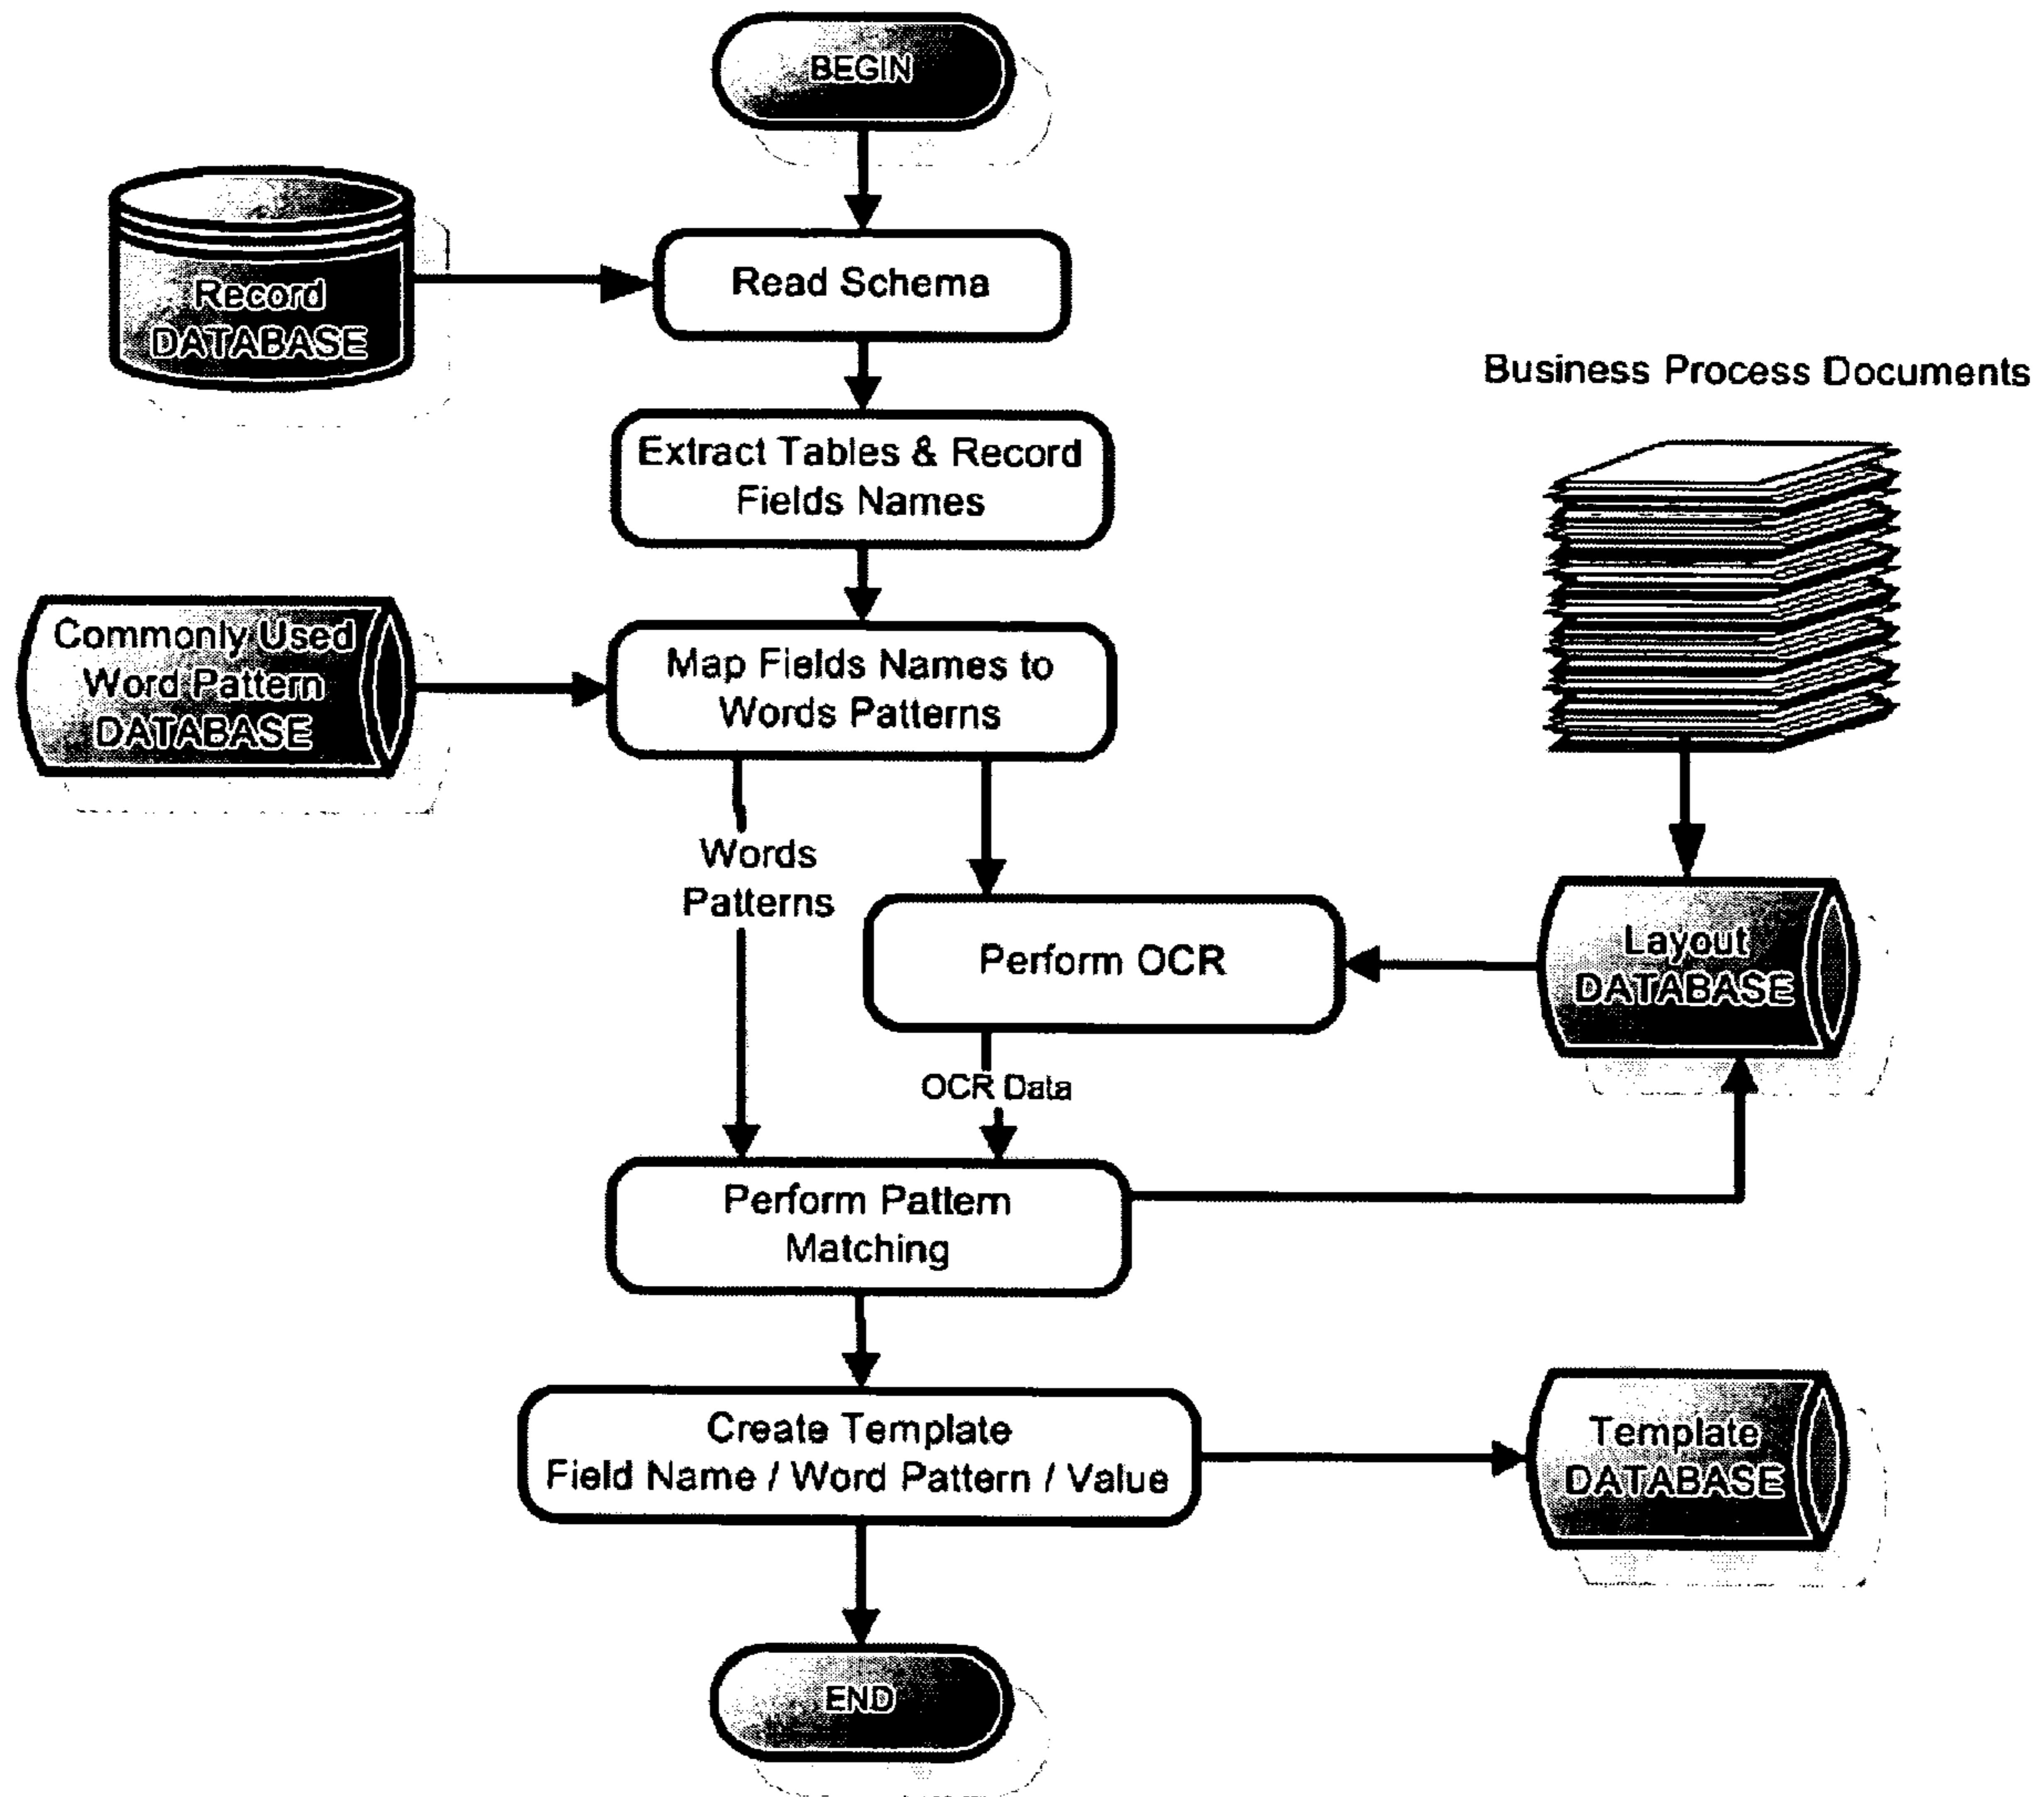 BEGIN
Record
DATABASE
Read Schema
Business Process Documents
Extract Tables & Record
Fields Names
Commonly Used
Word Pattern
DATABASE
Map Fields Names to
Words Patterns
Words
Patterns
Perform OCR
Layout
DATABASE
OCR Data
Perform Pattern
Matching
Create Template
Field Name / Word Pattern / Value
Template
DATABASE
END